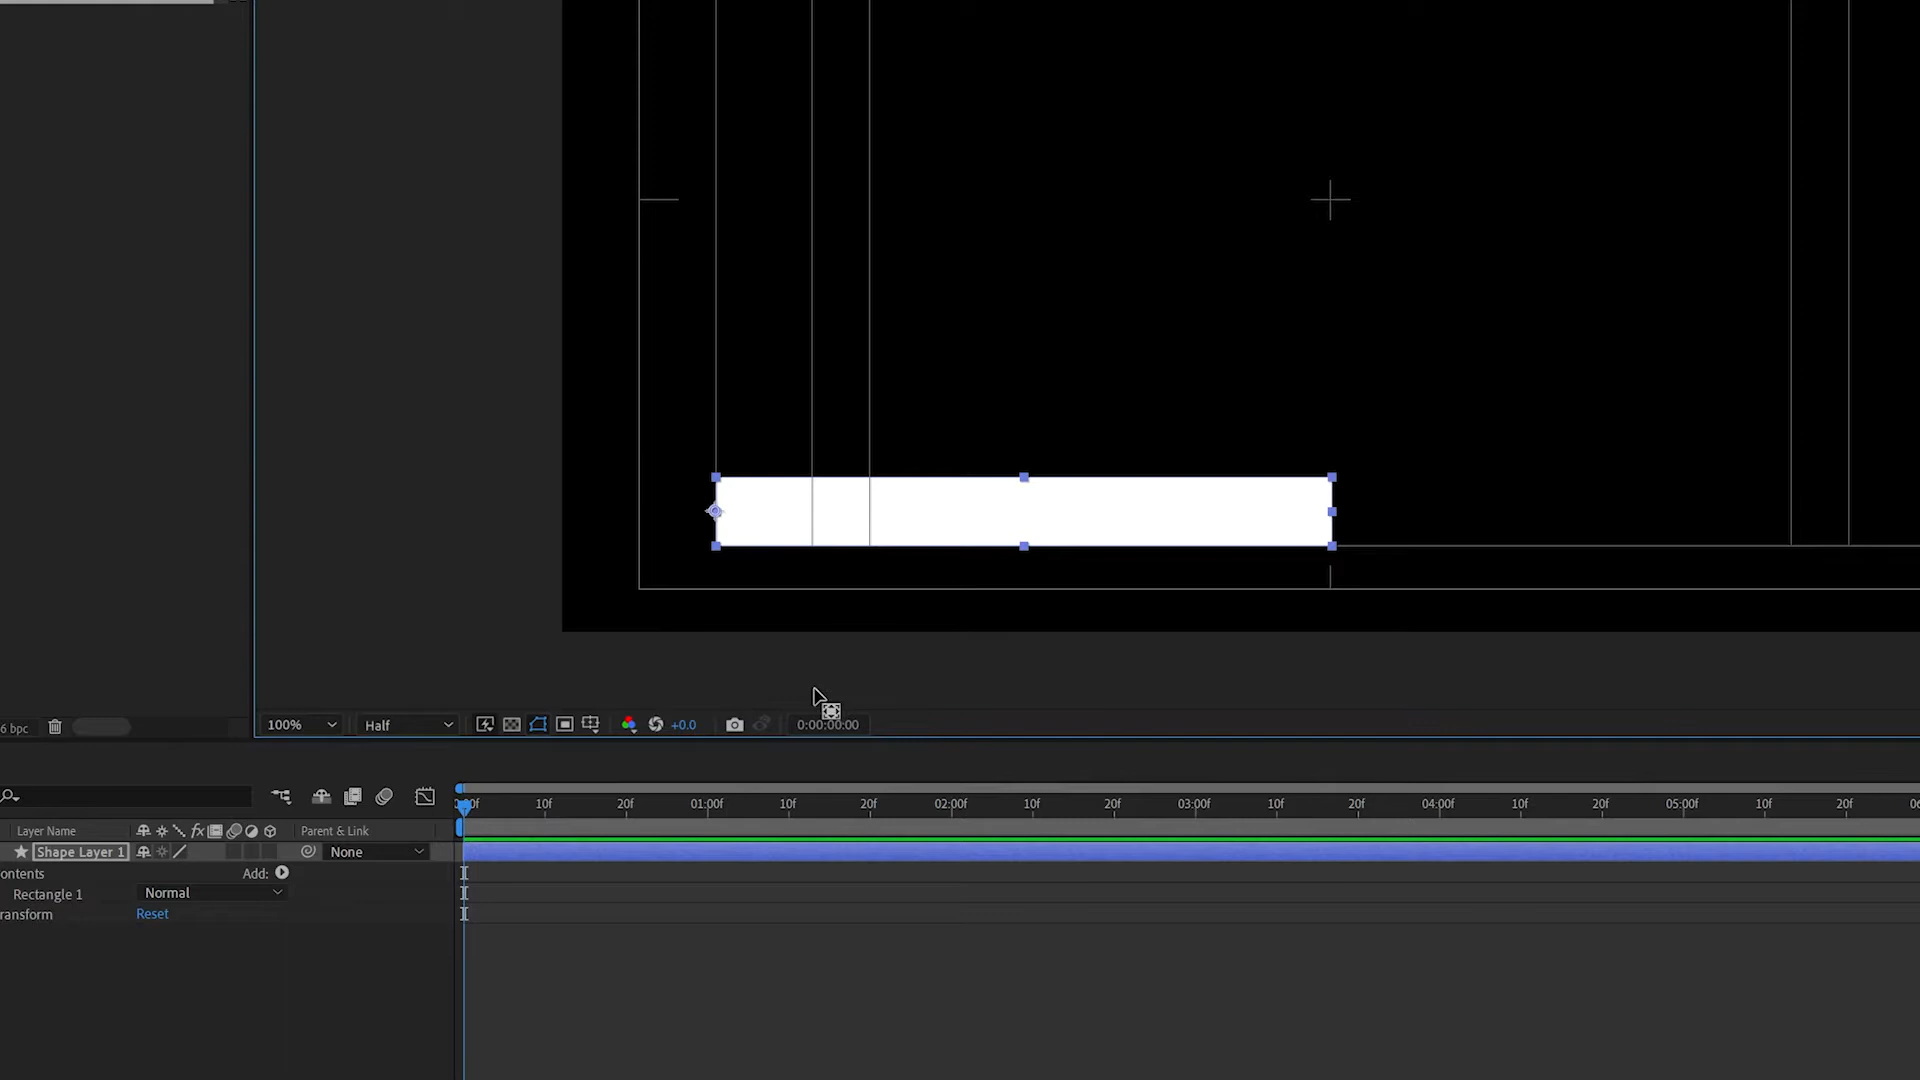 6 bpc
100%
Half
+0.0
0:00:00:00
10f
20f
01:00f
10f
20f
02:00f
10f
20f
03:00f
10f
20f
04:00f
10f
20f
05:00f
10f
20f
Layer Name
fx
Parent & Link
Shape Layer 1
None
ontents
Add:
Rectangle 1
Normal
ransform
Reset